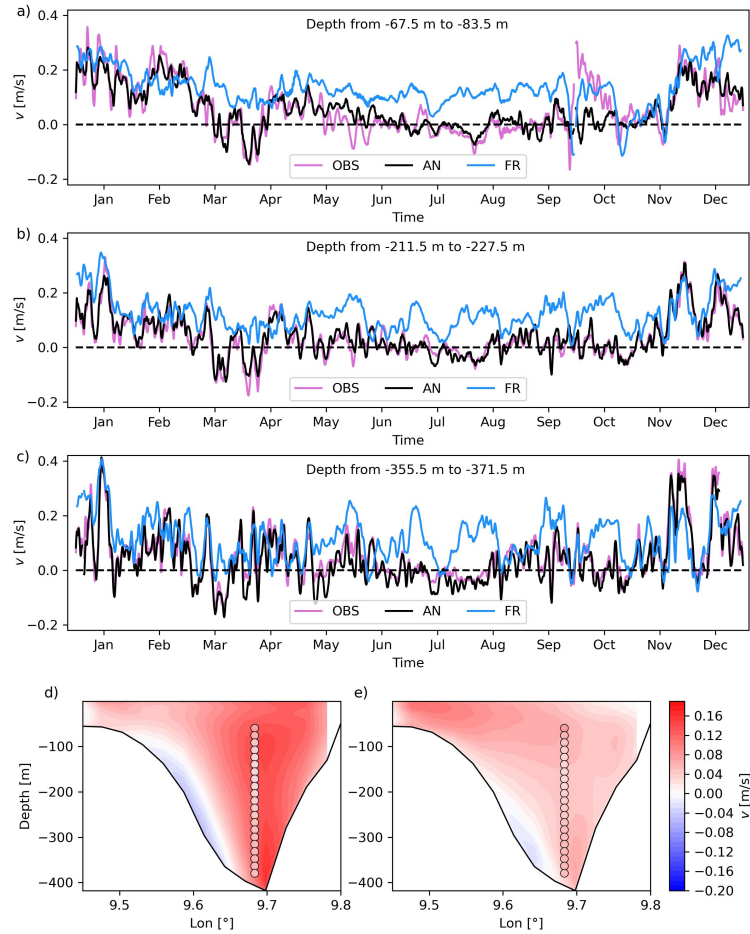 a)
Depth from -67.5 m to -83.5 m
0.4
0.2
0.0
−0.2
v [m/s]
OBS AN FR
Jan Feb Mar Apr May Jun Jul Aug Sep Oct Nov Dec
Time
b)
Depth from -211.5 m to -227.5 m
0.4
0.2
0.0
−0.2
v [m/s]
OBS AN FR
Jan Feb Mar Apr May Jun Jul Aug Sep Oct Nov Dec
Time
c)
Depth from -355.5 m to -371.5 m
0.4
0.2
0.0
−0.2
v [m/s]
OBS AN FR
Jan Feb Mar Apr May Jun Jul Aug Sep Oct Nov Dec
Time
d)
−100
−200
−300
−400
Depth [m]
9.5 9.6 9.7 9.8
Lon [°]
e)
9.5 9.6 9.7 9.8
Lon [°]
0.16
0.12
0.08
0.04
0.00
−0.04
−0.08
−0.12
−0.16
−0.20
v [m/s]